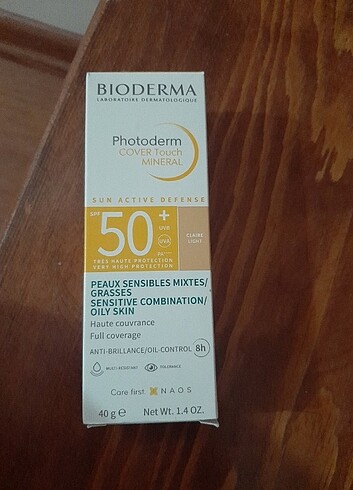 BIODERMA
LABORATOIRE DERMATOLOGIQUE
Photoderm
COVER Touch
MINERAL
SUN ACTIVE DEFENSE
SPF 50+
UVB
UVA
PA++++
CLAIRE
LIGHT
TRÈS HAUTE PROTECTION
VERY HIGH PROTECTION
PEAUX SENSIBLES MIXTES/
GRASSES
SENSITIVE COMBINATION/
OILY SKIN
Haute couvrance
Full coverage
ANTI-BRILLANCE/OIL-CONTROL 8h
MULTI-RESISTANT
TOLERANCE
Care first. NAOS
40 g e Net Wt. 1.4 OZ.